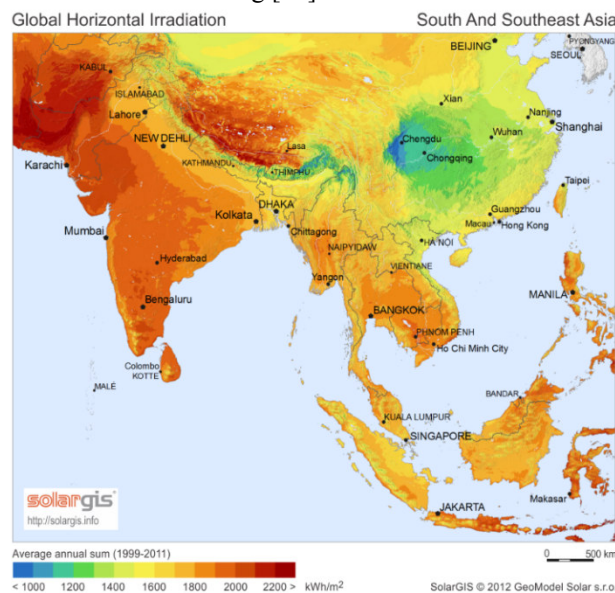 Global Horizontal Irradiation
South And Southeast Asia
BEIJING
PYONGYANG
SEOUL
KABUL
ISLAMABAD
Lahore
Xian
Nanjing
Shanghai
NEW DEHLI
Lasa
Chengdu
Wuhan
Chongqing
KATHMANDU
THIMPHU
Karachi
Taipei
DHAKA
Guangzhou
Kolkata
Macau
Hong Kong
Chittagong
HA NÓI
Mumbai
NAIPYIDAW
Hyderabad
VIENTIANE
Yangon
MANILA
Bengaluru
BANGKOK
PHNOM PENH
Ho Chi Minh City
Colombo
KOTTE
MALÉ
BANDAR
KUALA LUMPUR
SINGAPORE
solargis
http://solargis.info
Makasar
JAKARTA
Average annual sum (1999-2011)
0 500 km
< 1000 1200 1400 1600 1800 2000 2200 > kWh/m²
SolarGIS © 2012 GeoModel Solar s.r.o